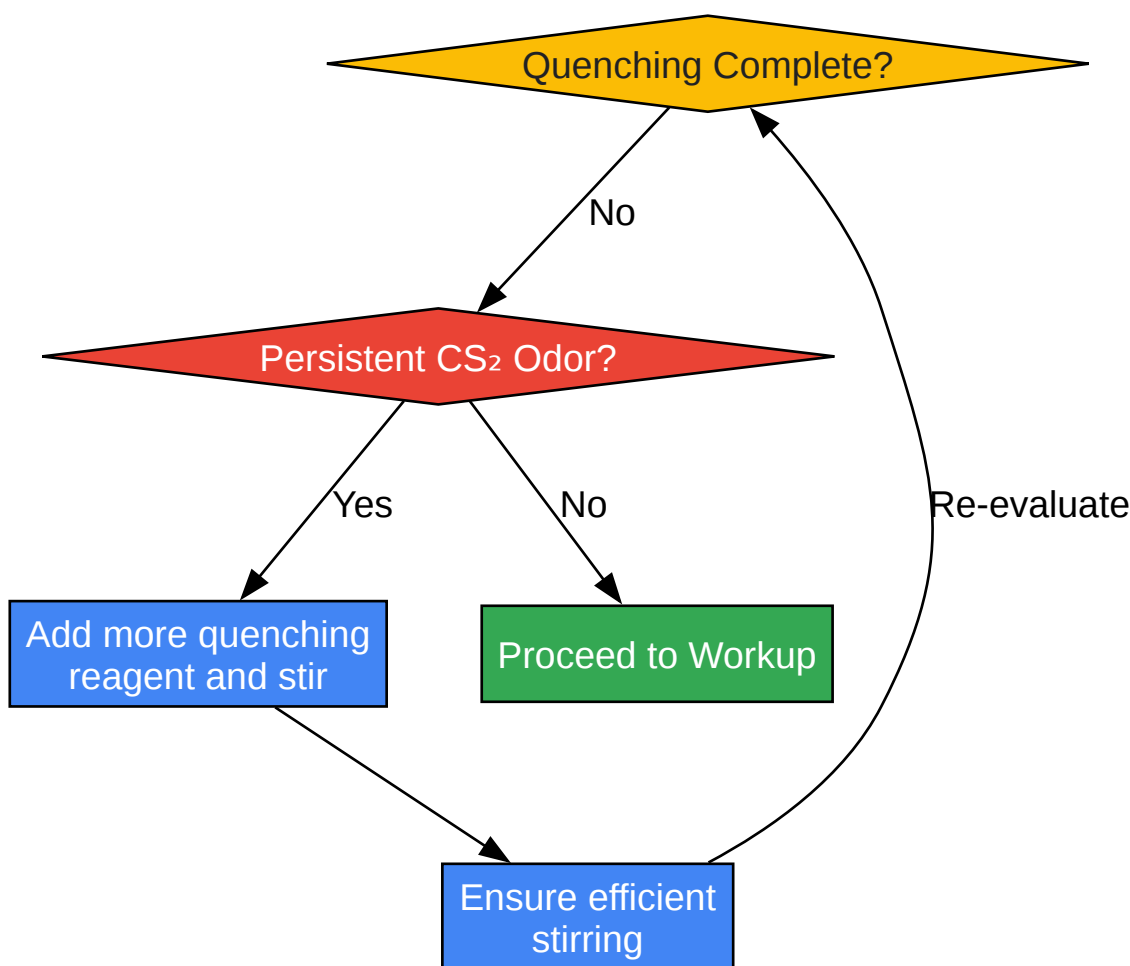 Quenching Complete?
No
Persistent CS₂ Odor?
Yes
No
Re-evaluate
Add more quenching
reagent and stir
Proceed to Workup
Ensure efficient
stirring